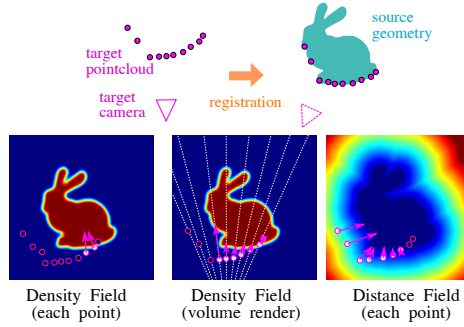 source
geometry
target
pointcloud
target
camera
registration
Density Field
(each point)
Density Field
(volume render)
Distance Field
(each point)